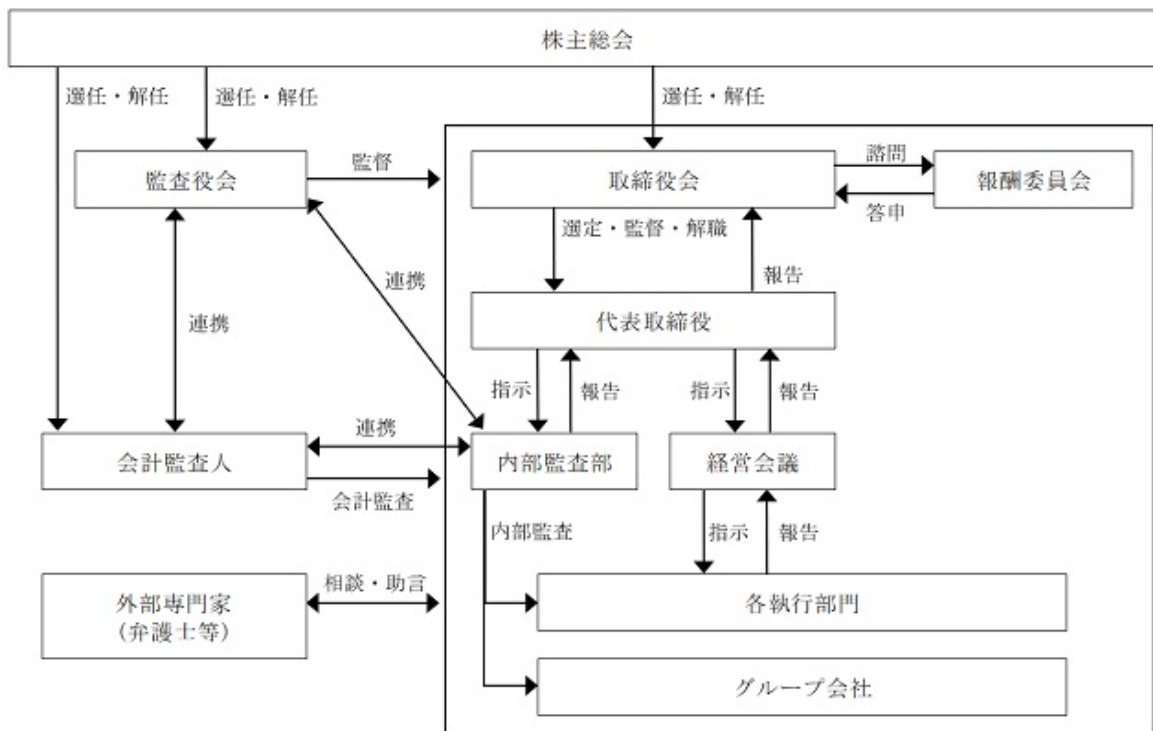 株主総会
選任・解任
選任・解任
選任・解任
監査役会
監督
取締役会
諮問
答申
報酬委員会
選定・監督・解職
報告
連携
連携
代表取締役
指示
報告
指示
報告
会計監査人
連携
会計監査
内部監査部
経営会議
内部監査
指示
報告
外部専門家
(弁護士等)
相談・助言
各執行部門
グループ会社